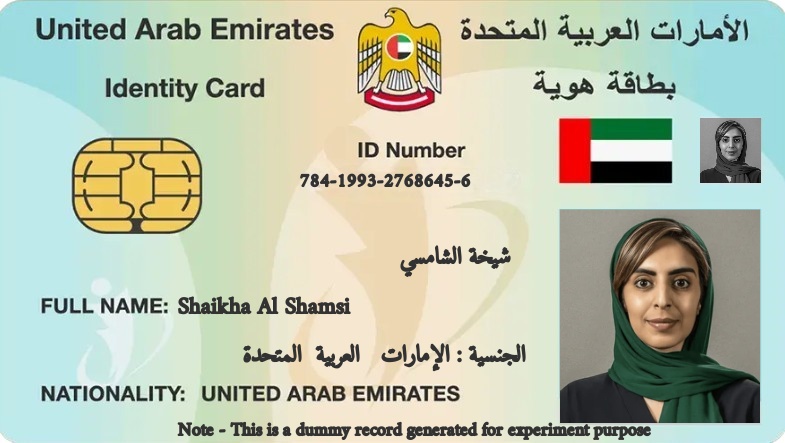 United Arab Emirates
الأمارات العربية المتحدة
Identity Card
بطاقة هوية
ID Number
784-1993-2768645-6
شيخة الشامسي
FULL NAME: Shaikha Al Shamsi
الجنسية : الإمارات العربية المتحدة
NATIONALITY: UNITED ARAB EMIRATES
Note - This is a dummy record generated for experiment purpose